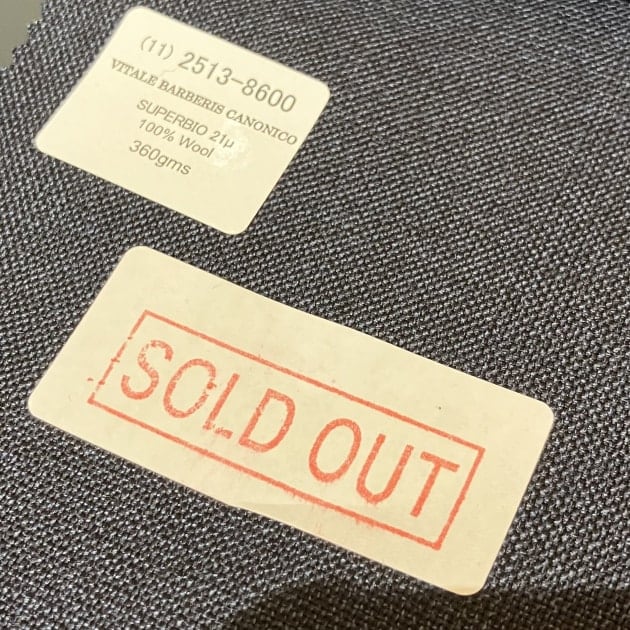 (11) 2513-8600
VITALE BARBERIS CANONICO
SUPERBIO 21μ
100% Wool
360gms
SOLD OUT